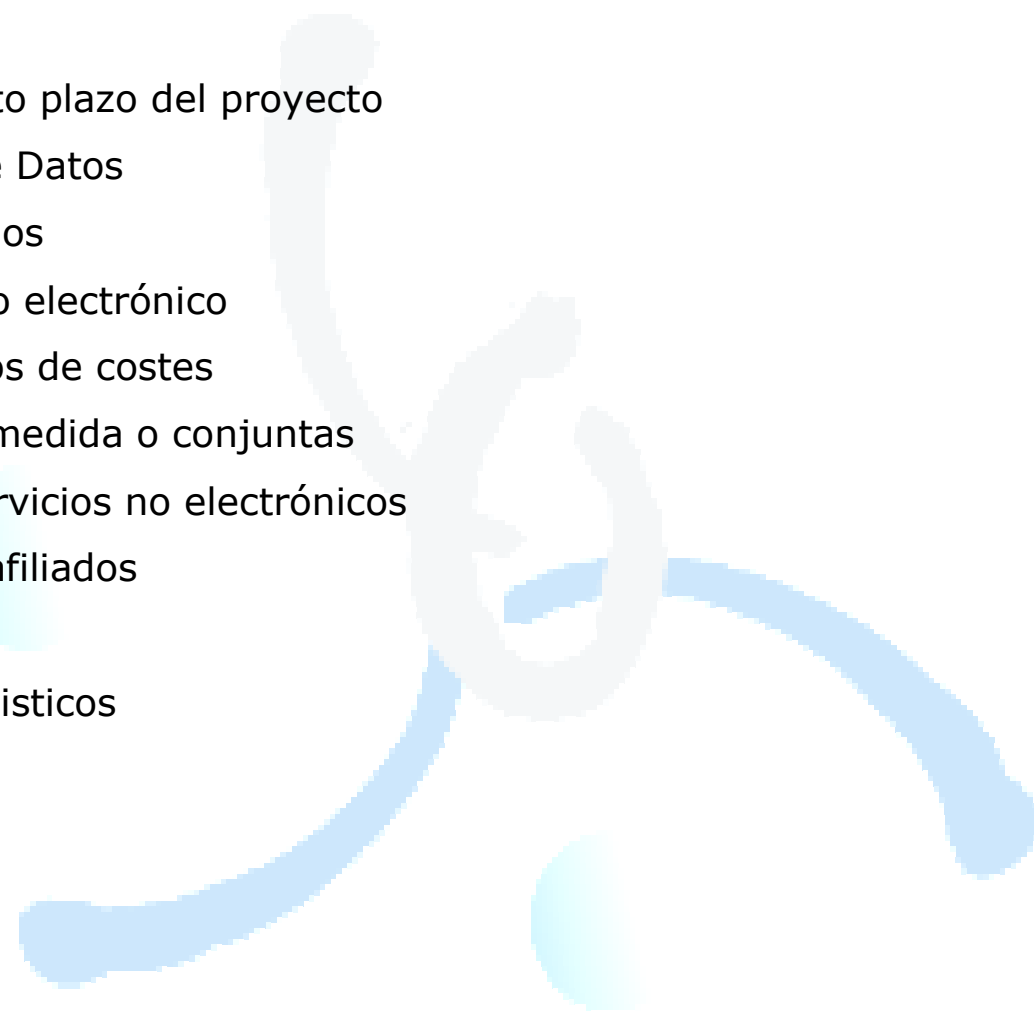 to plazo del proyecto
e Datos
os
o electrónico
os de costes
medida o conjuntas
rvicios no electrónicos
afiliados
isticos